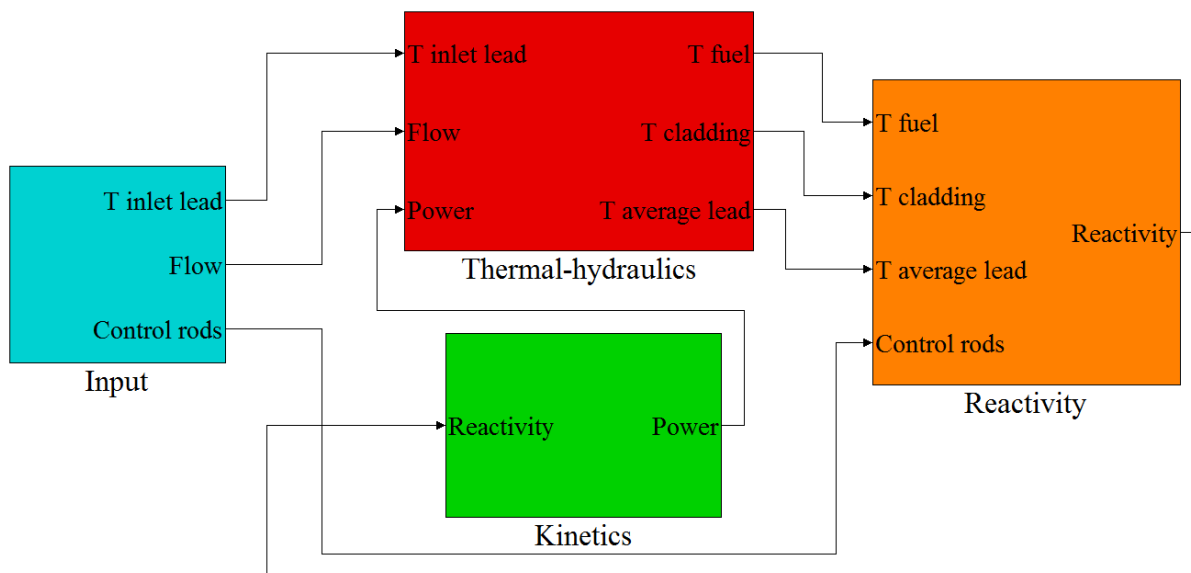 T inlet lead
Flow
Control rods
Input
T inlet lead
Flow
Power
T fuel
T cladding
T average lead
Thermal-hydraulics
Reactivity
Power
Kinetics
T fuel
T cladding
T average lead
Control rods
Reactivity
Reactivity